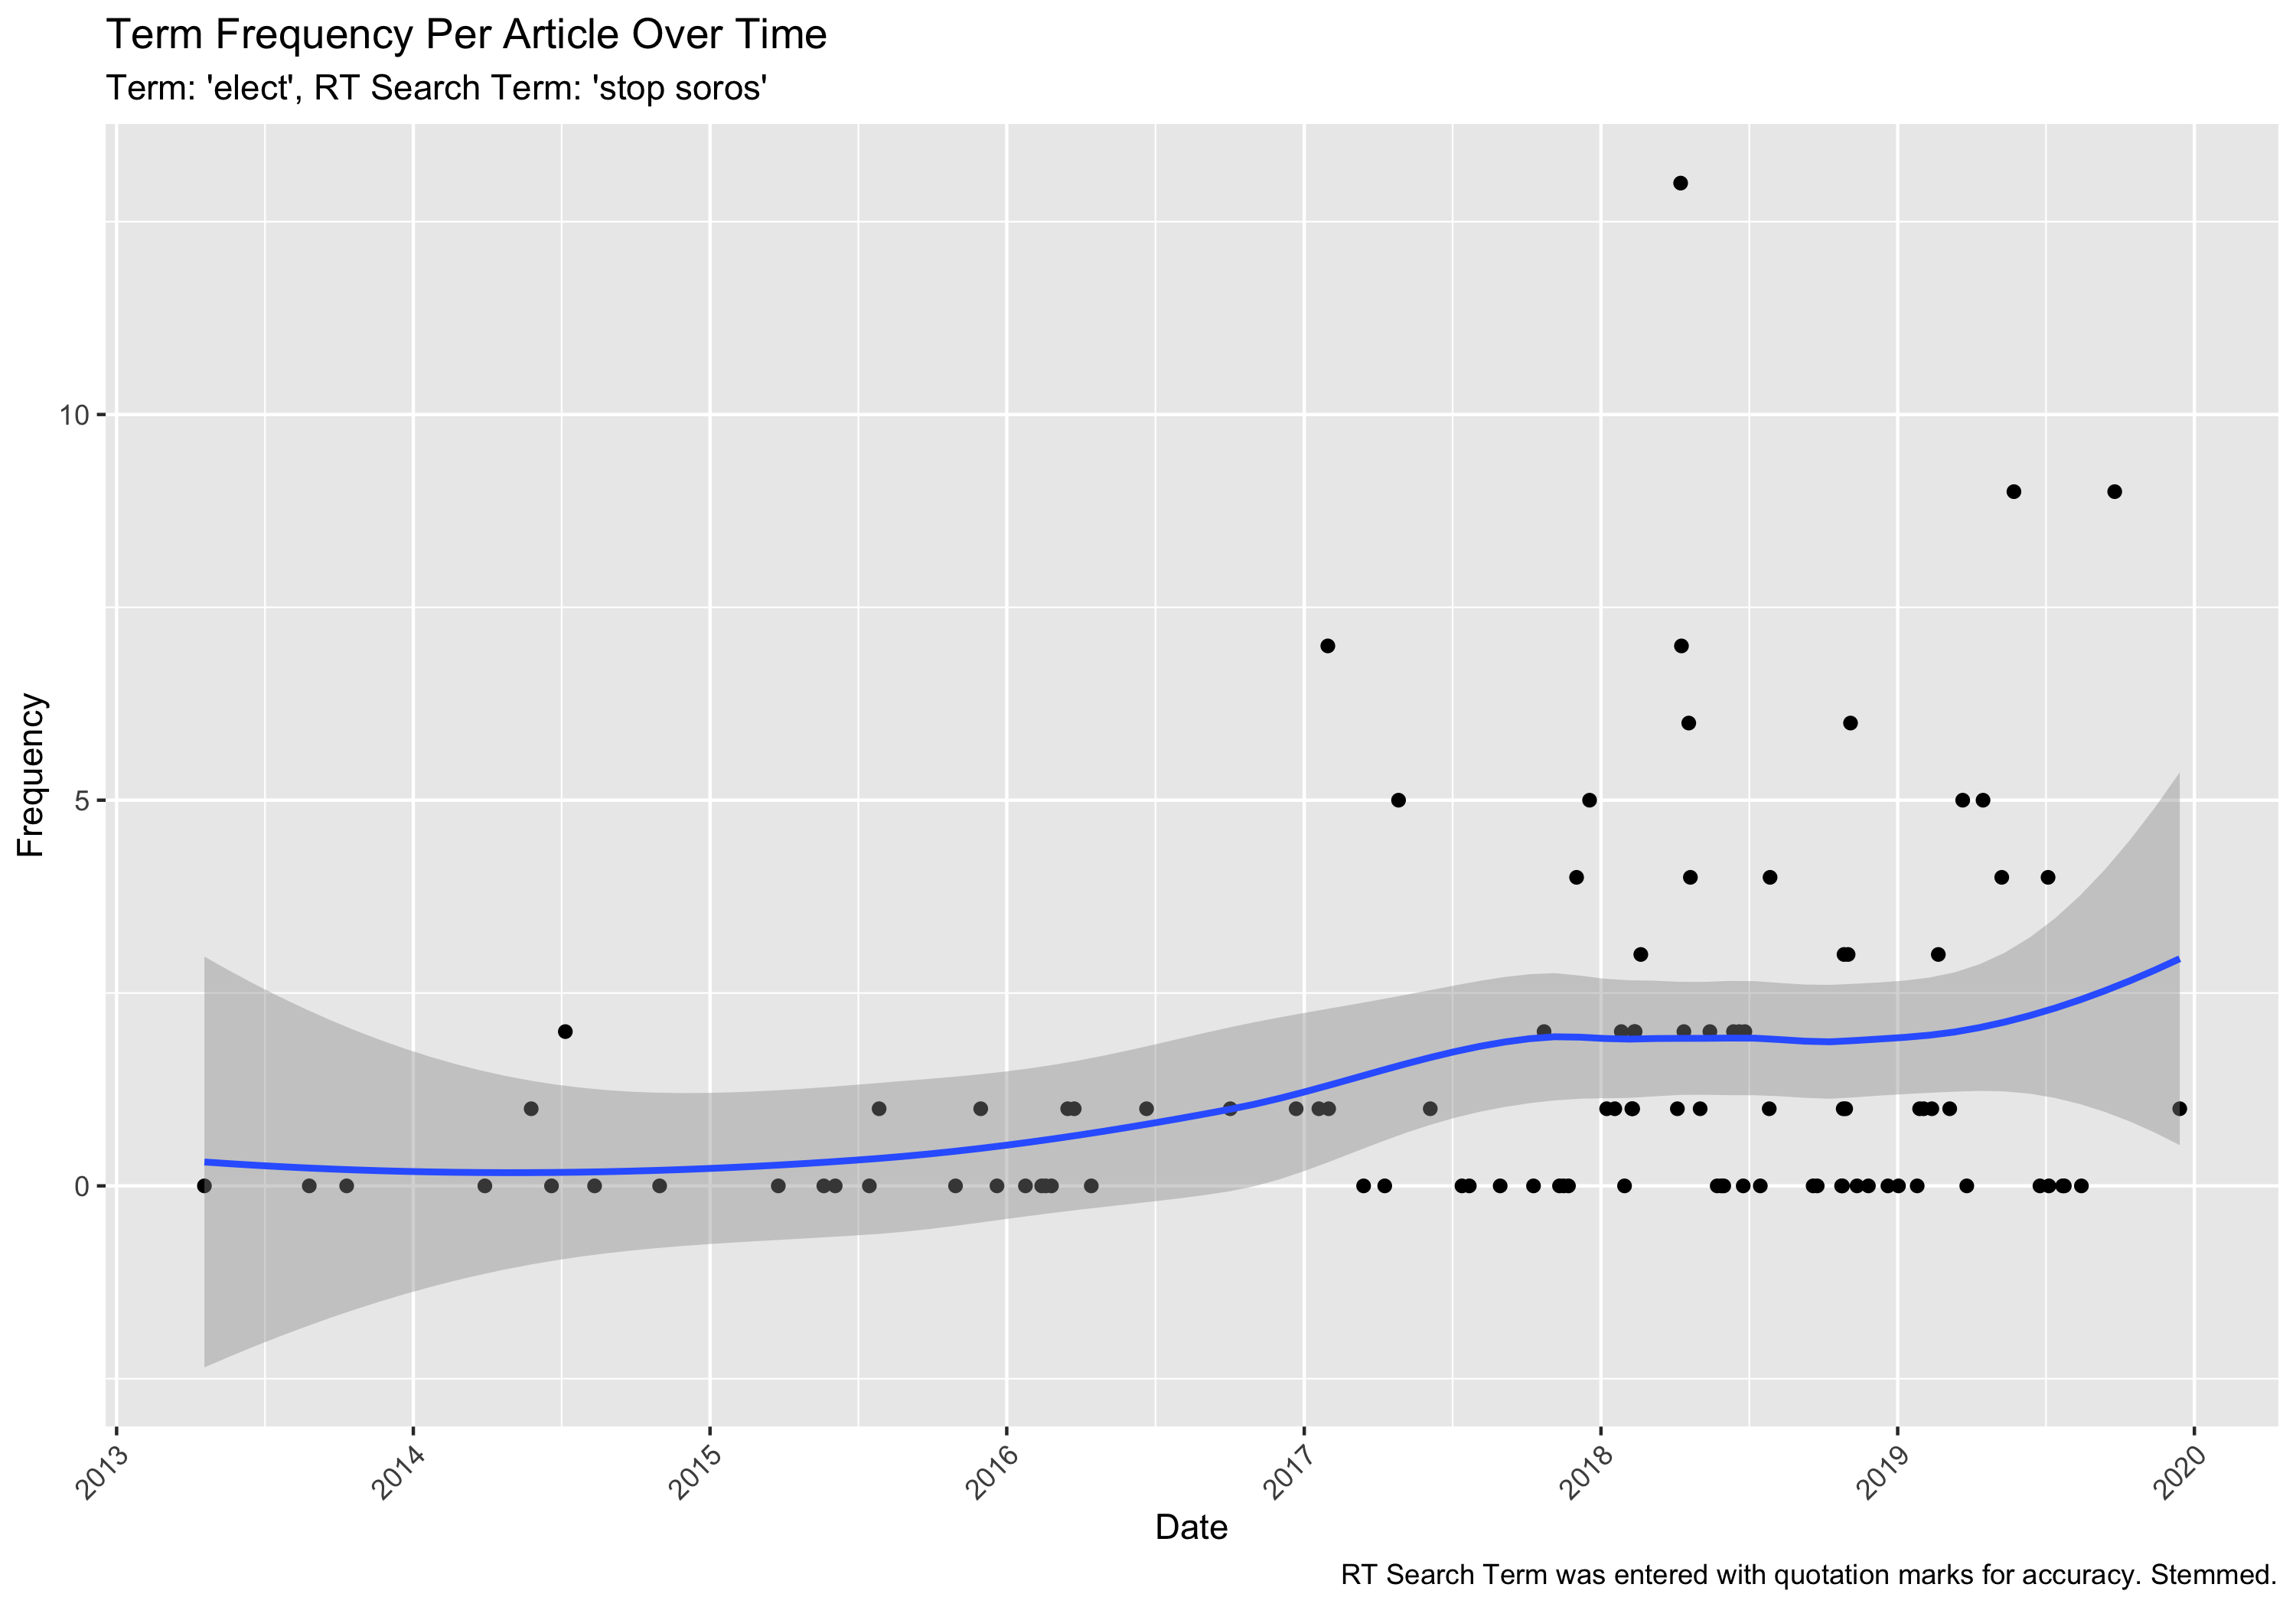 Term Frequency Per Article Over Time
Term: 'elect', RT Search Term: 'stop soros'
Frequency
10
5
0
2013
2014
2015
2016
2017
2018
2019
2020
Date
RT Search Term was entered with quotation marks for accuracy. Stemmed.